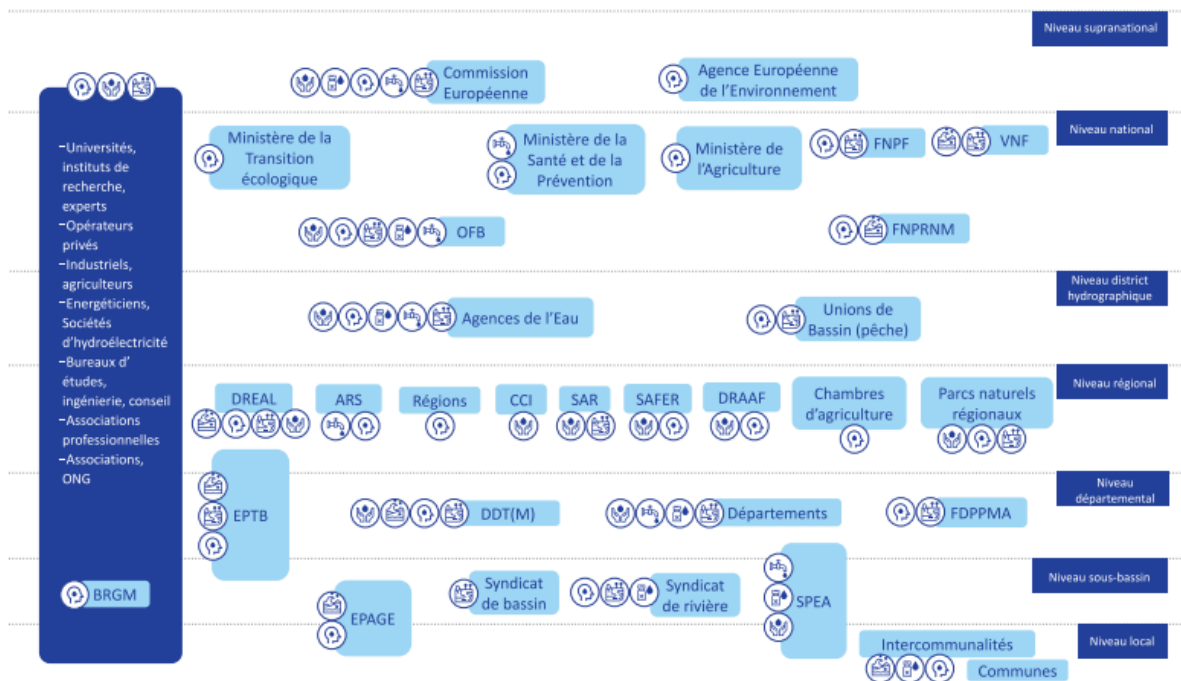 Niveau supranational
Commission
Européenne
Agence Européenne
de l'Environnement
Niveau national
Ministère de la
Transition
écologique
Ministère de la
Santé et de la
Prévention
Ministère de
l'Agriculture
FNPF
VNF
OFB
FNPRNM
–Universités,
instituts de
recherche,
experts
–Opérateurs
privés
–Industriels,
agriculteurs
–Energéticiens,
Sociétés
d'hydroélectricité
–Bureaux d'
études,
ingénierie, conseil
–Associations
professionnelles
–Associations,
ONG
BRGM
Niveau district
hydrographique
Agences de l'Eau
Unions de
Bassin (pêche)
Niveau régional
DREAL
ARS
Régions
CCI
SAR
SAFER
DRAAF
Chambres
d'agriculture
Parcs naturels
régionaux
Niveau
départemental
EPTB
DDT(M)
Départements
FDPPMA
Niveau sous-bassin
EPAGE
Syndicat
de bassin
Syndicat
de rivière
SPEA
Niveau local
Intercommunalités
Communes